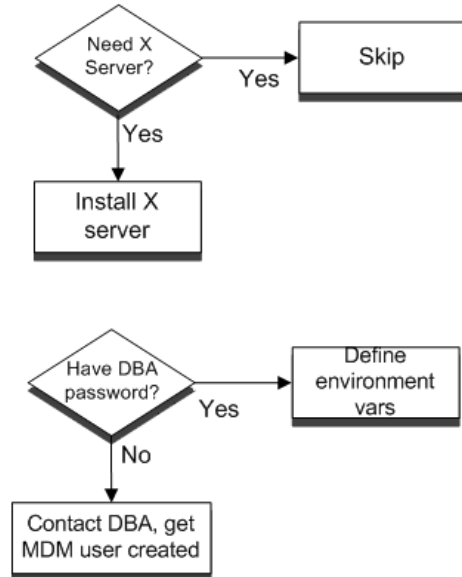 Need X
Server?
Skip
Yes
Yes
Install X
server
Have DBA
password?
Define
environment
vars
Yes
No
Contact DBA, get
MDM user created